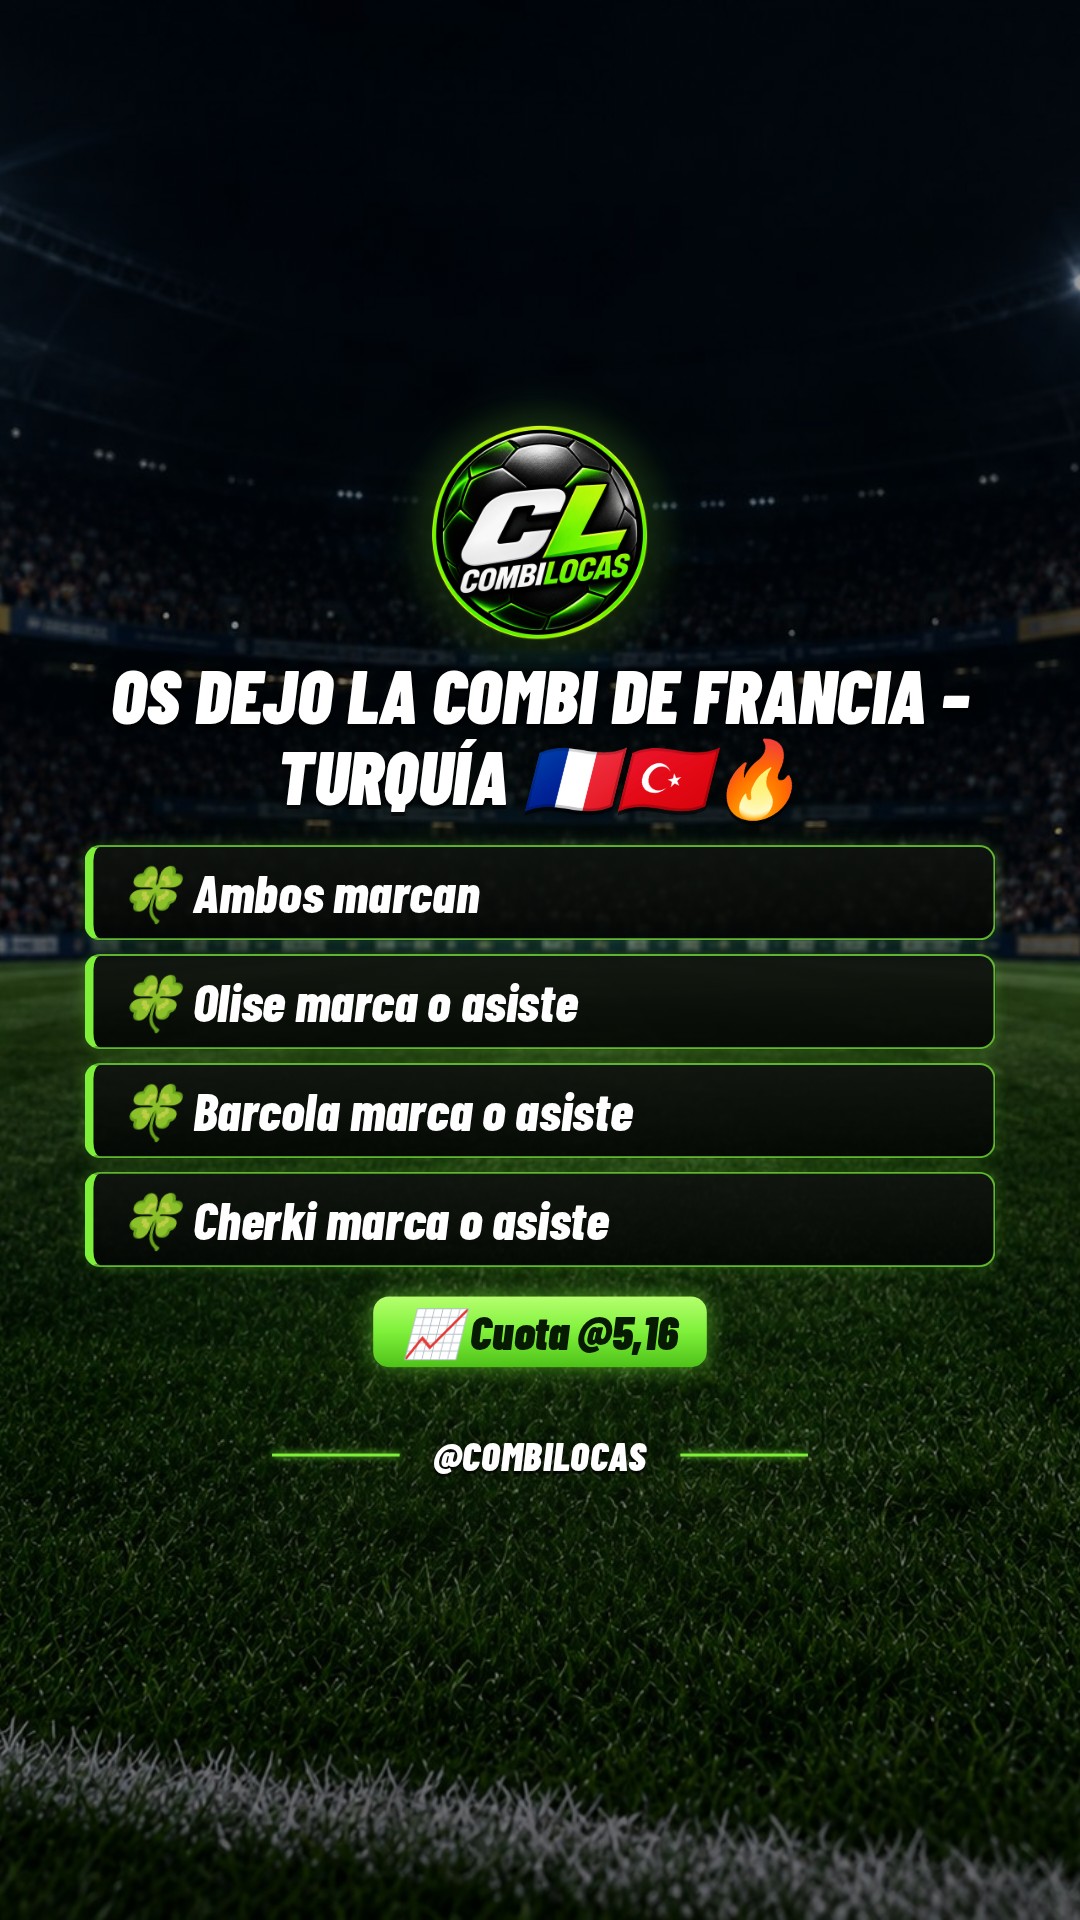 CL
COMBILOCAS
OS DEJO LA COMBI DE FRANCIA -
TURQUÍA 🇫🇷🇹🇷🔥
🍀 Ambos marcan
🍀 Olise marca o asiste
🍀 Barcola marca o asiste
🍀 Cherki marca o asiste
📈 Cuota @5,16
@COMBILOCAS